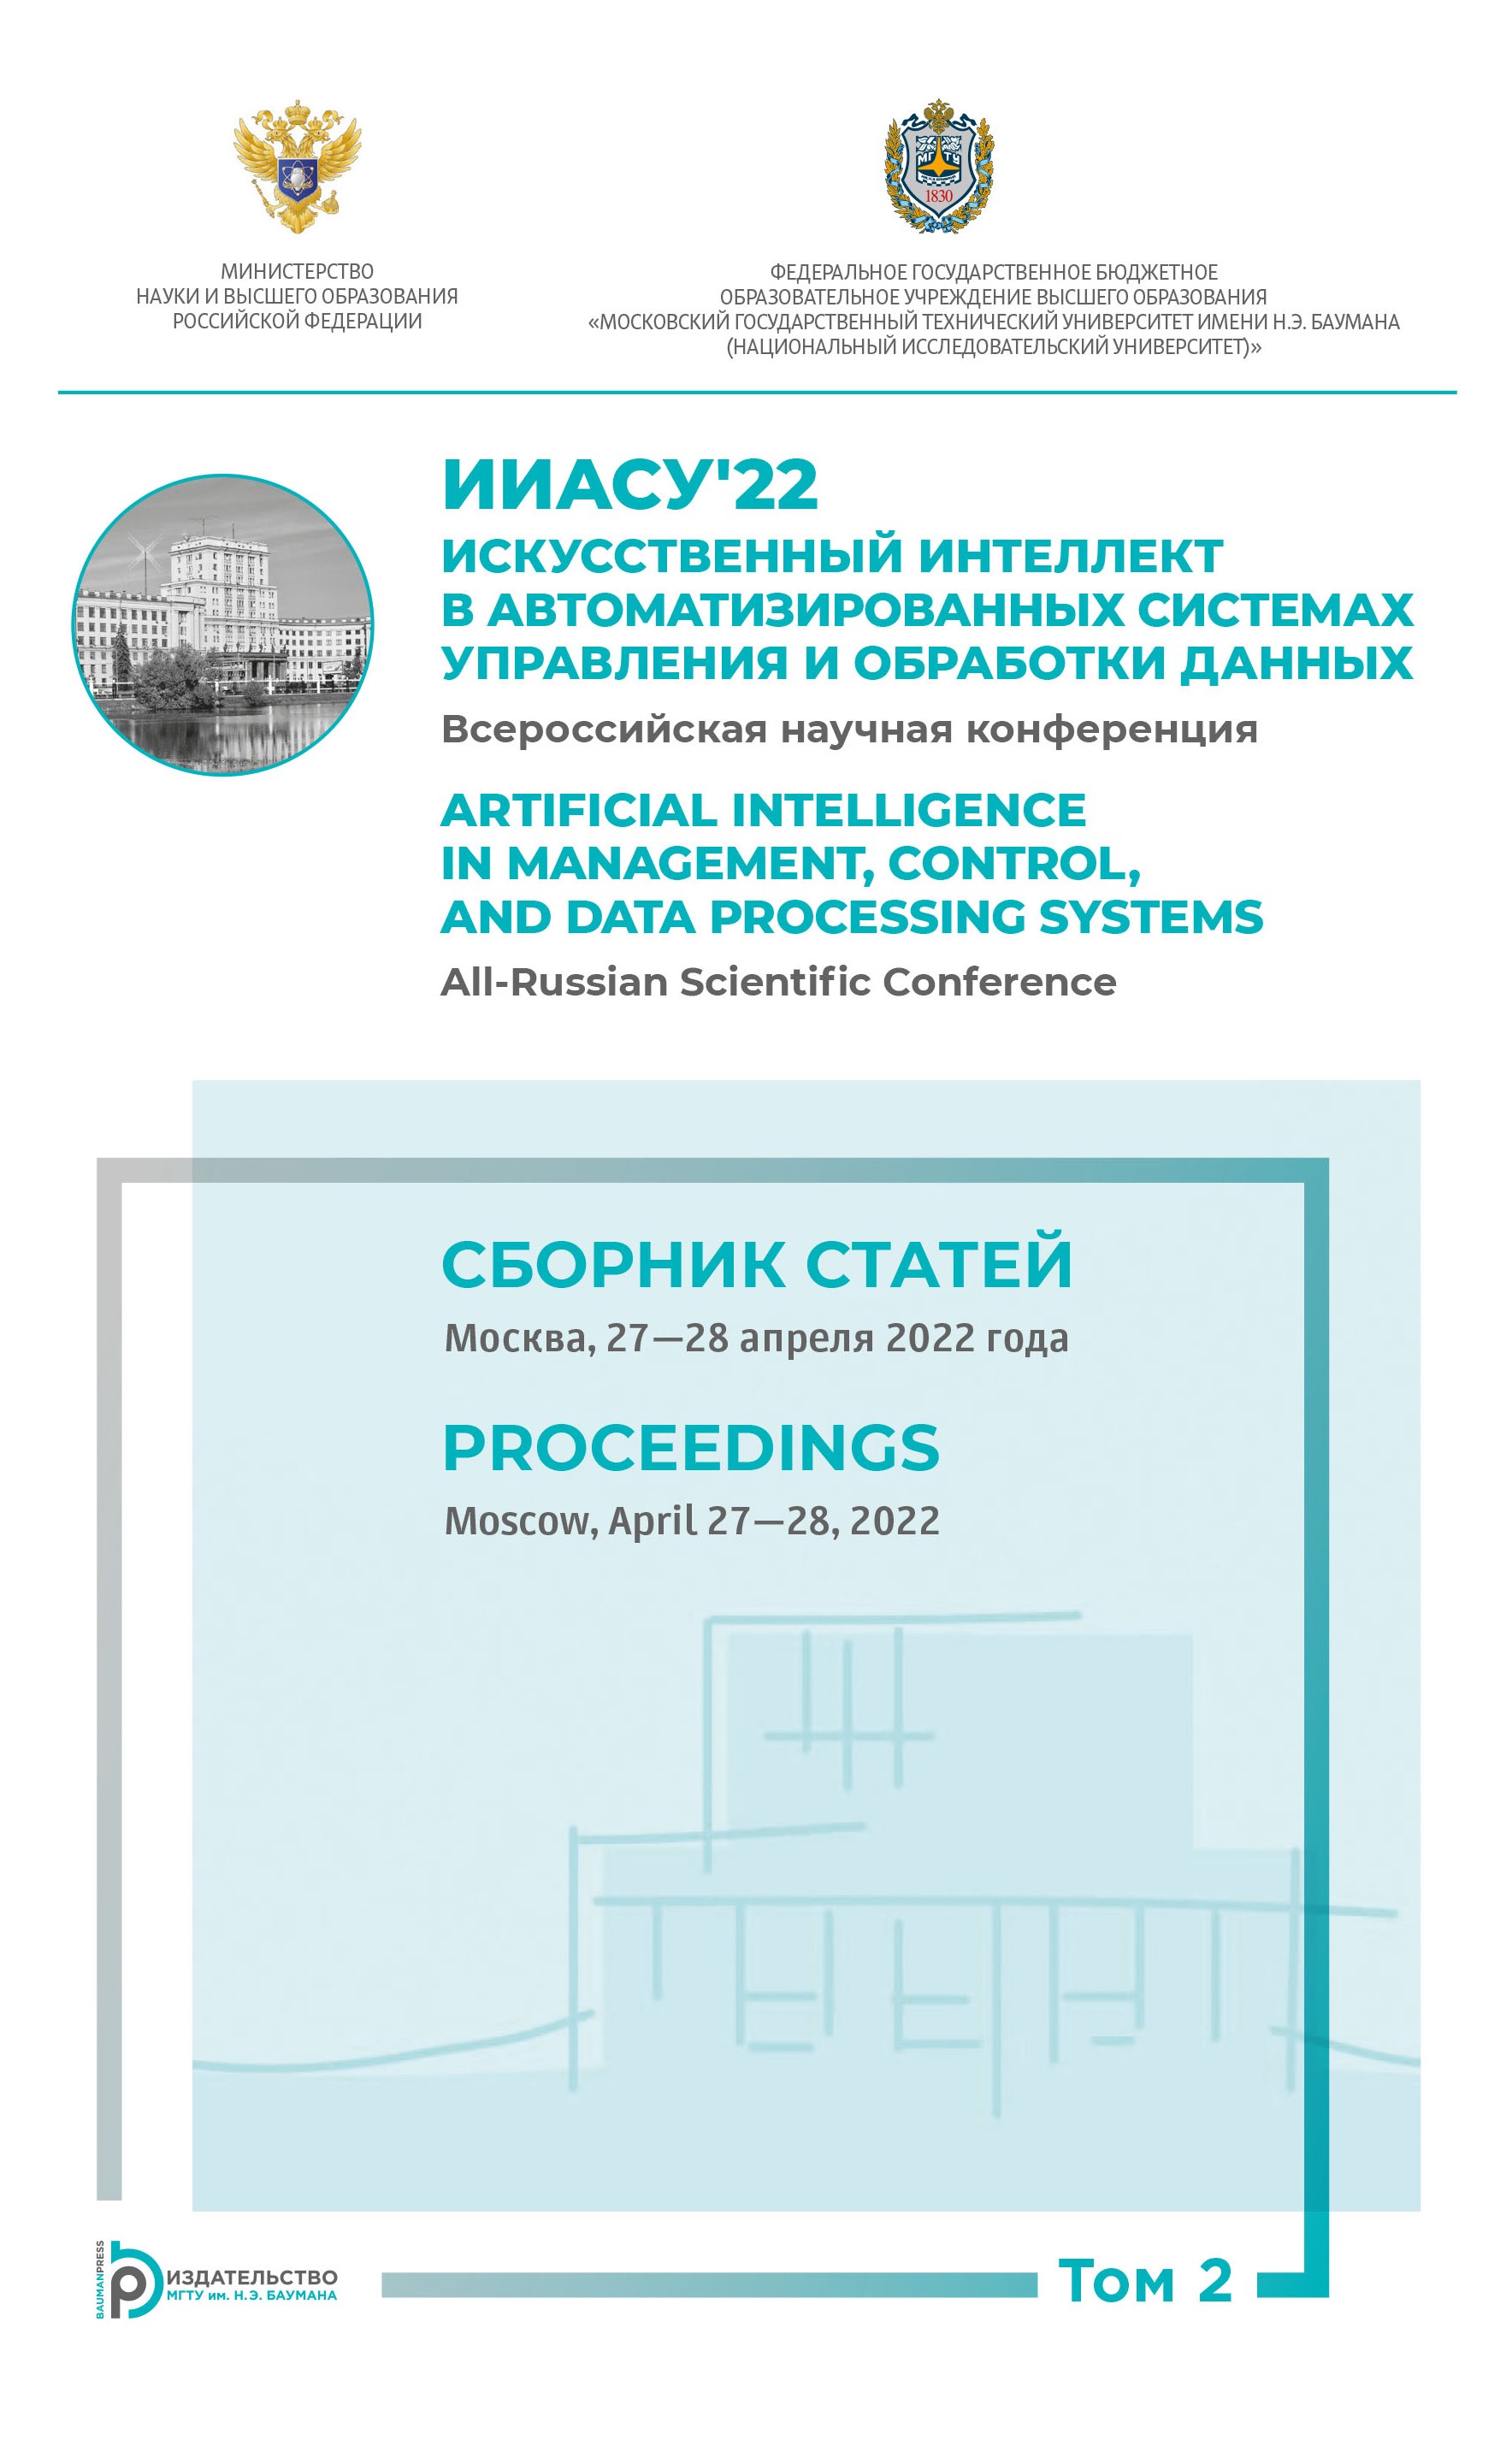 МГТУ
1830
МИНИСТЕРСТВО
НАУКИ И ВЫСШЕГО ОБРАЗОВАНИЯ
РОССИЙСКОЙ ФЕДЕРАЦИИ
ФЕДЕРАЛЬНОЕ ГОСУДАРСТВЕННОЕ БЮДЖЕТНОЕ
ОБРАЗОВАТЕЛЬНОЕ УЧРЕЖДЕНИЕ ВЫСШЕГО ОБРАЗОВАНИЯ
«МОСКОВСКИЙ ГОСУДАРСТВЕННЫЙ ТЕХНИЧЕСКИЙ УНИВЕРСИТЕТ ИМЕНИ Н.Э. БАУМАНА
(НАЦИОНАЛЬНЫЙ ИССЛЕДОВАТЕЛЬСКИЙ УНИВЕРСИТЕТ)»
ИИАСУ'22
ИСКУССТВЕННЫЙ ИНТЕЛЛЕКТ
В АВТОМАТИЗИРОВАННЫХ СИСТЕМАХ
УПРАВЛЕНИЯ И ОБРАБОТКИ ДАННЫХ
Всероссийская научная конференция
ARTIFICIAL INTELLIGENCE
IN MANAGEMENT, CONTROL,
AND DATA PROCESSING SYSTEMS
All-Russian Scientific Conference
СБОРНИК СТАТЕЙ
Москва, 27—28 апреля 2022 года
PROCEEDINGS
Moscow, April 27—28, 2022
BAUMANPRESS
ИЗДАТЕЛЬСТВО
МГТУ им. Н.Э. БАУМАНА
Том 2